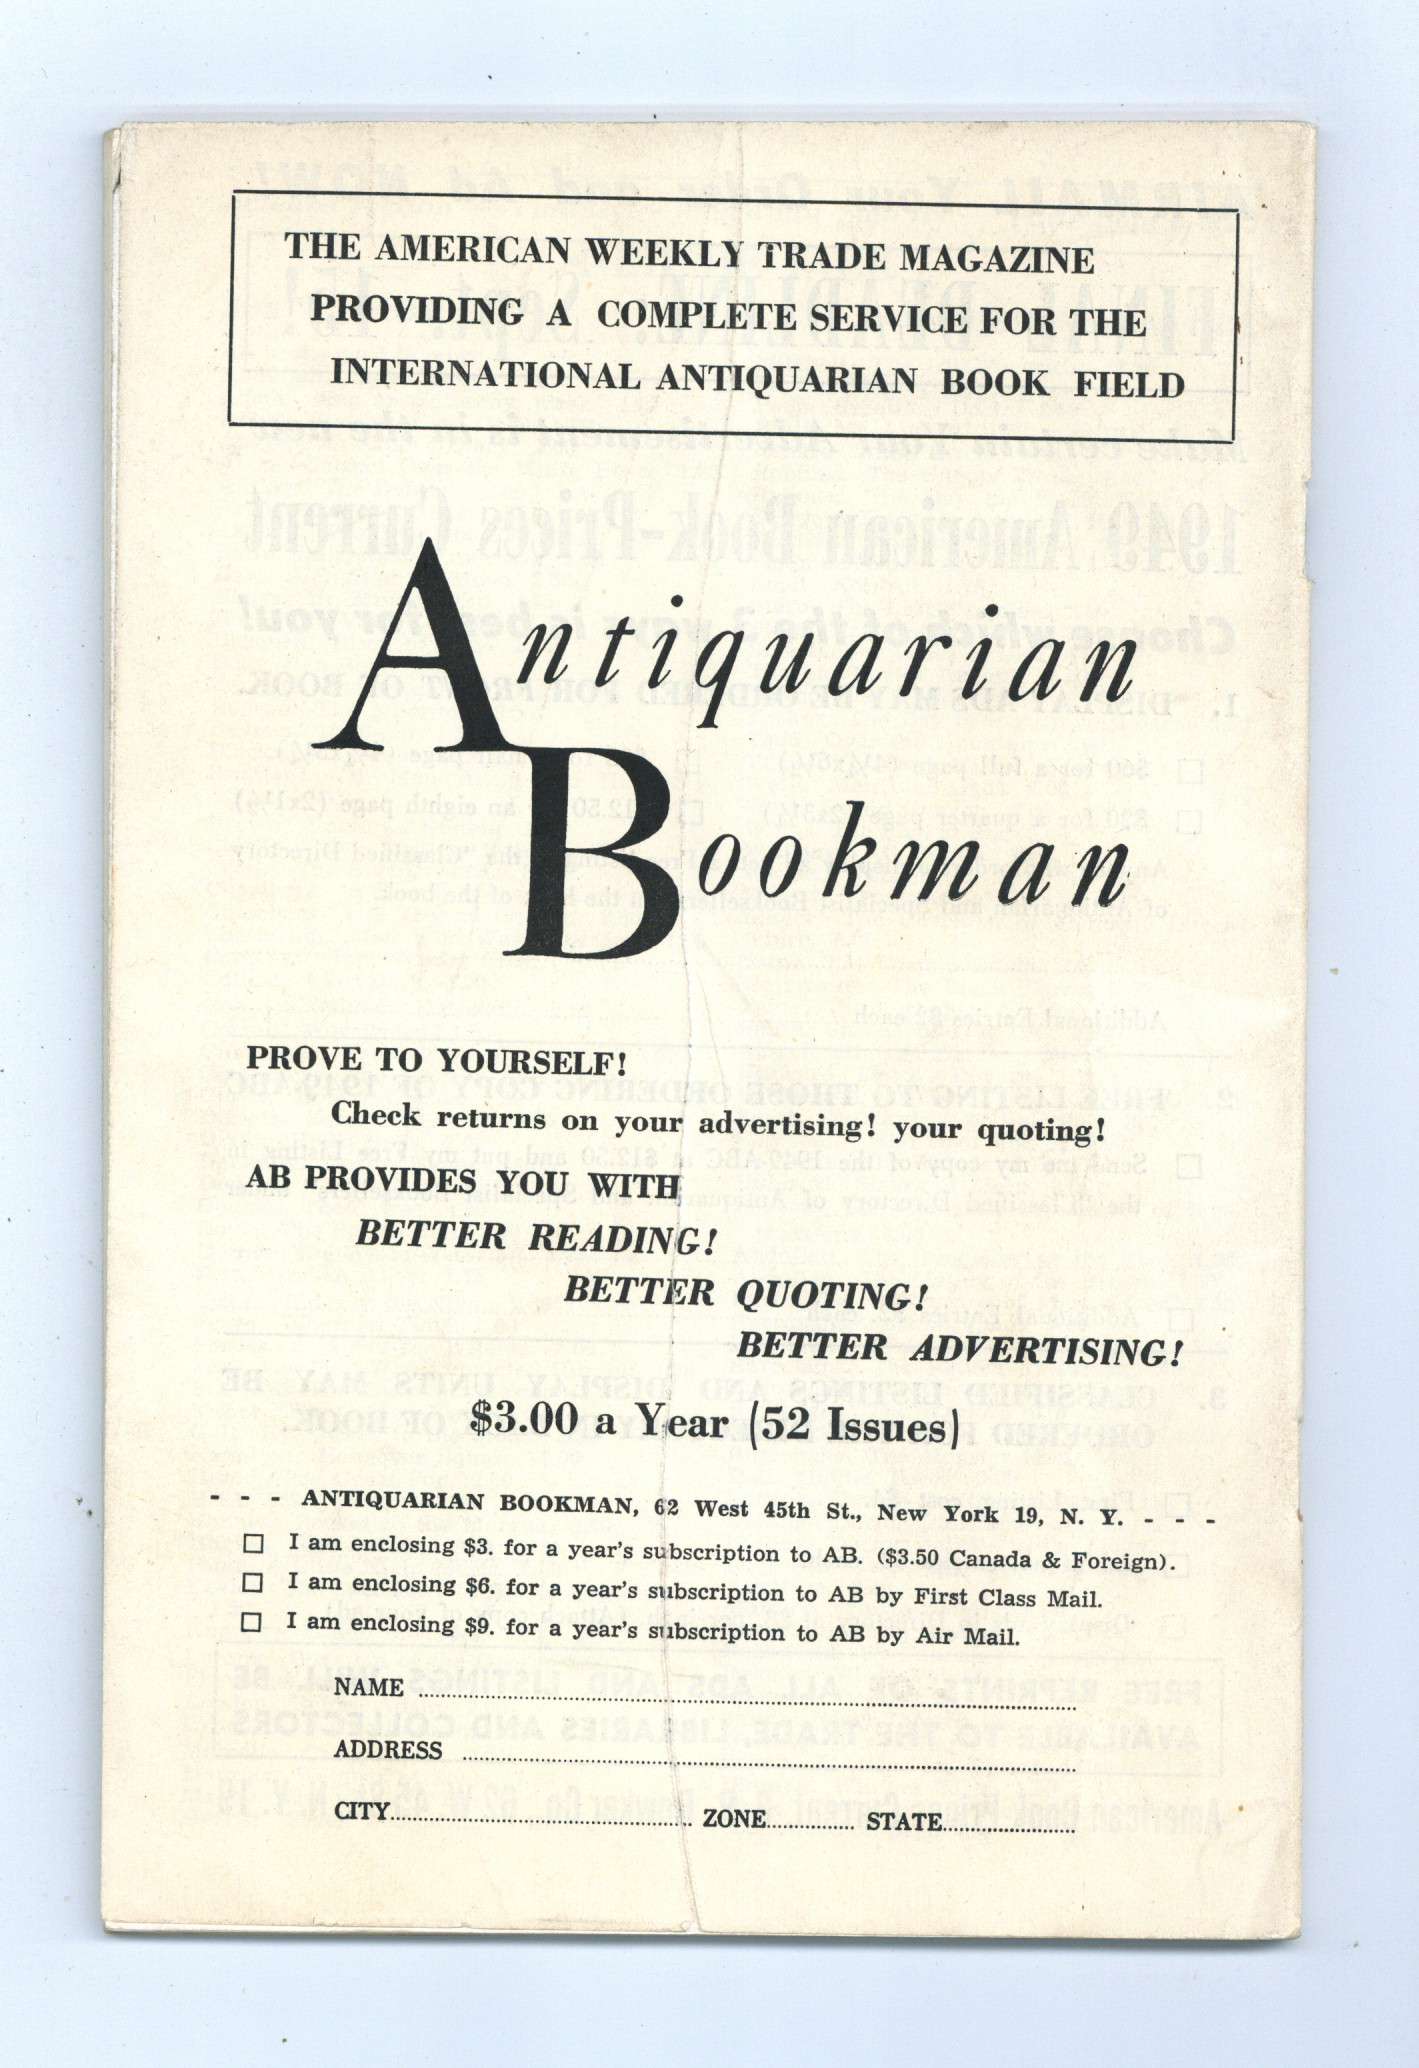 THE AMERICAN WEEKLY TRADE MAGAZINE
PROVIDING A COMPLETE SERVICE FOR THE
INTERNATIONAL ANTIQUARIAN BOOK FIELD
Antiquarian
Bookman
PROVE TO YOURSELF!
Check returns on your advertising! your quoting!
AB PROVIDES YOU WITH
BETTER READING!
BETTER QUOTING!
BETTER ADVERTISING!
$3.00 a Year (52 Issues)
- - - ANTIQUARIAN BOOKMAN, 62 West 45th St., New York 19, N. Y. - - -
☐ I am enclosing $3. for a year's subscription to AB. ($3.50 Canada & Foreign).
☐ I am enclosing $6. for a year's subscription to AB by First Class Mail.
☐ I am enclosing $9. for a year's subscription to AB by Air Mail.
NAME ........................................
ADDRESS ........................................
CITY.............................. ZONE............ STATE..................